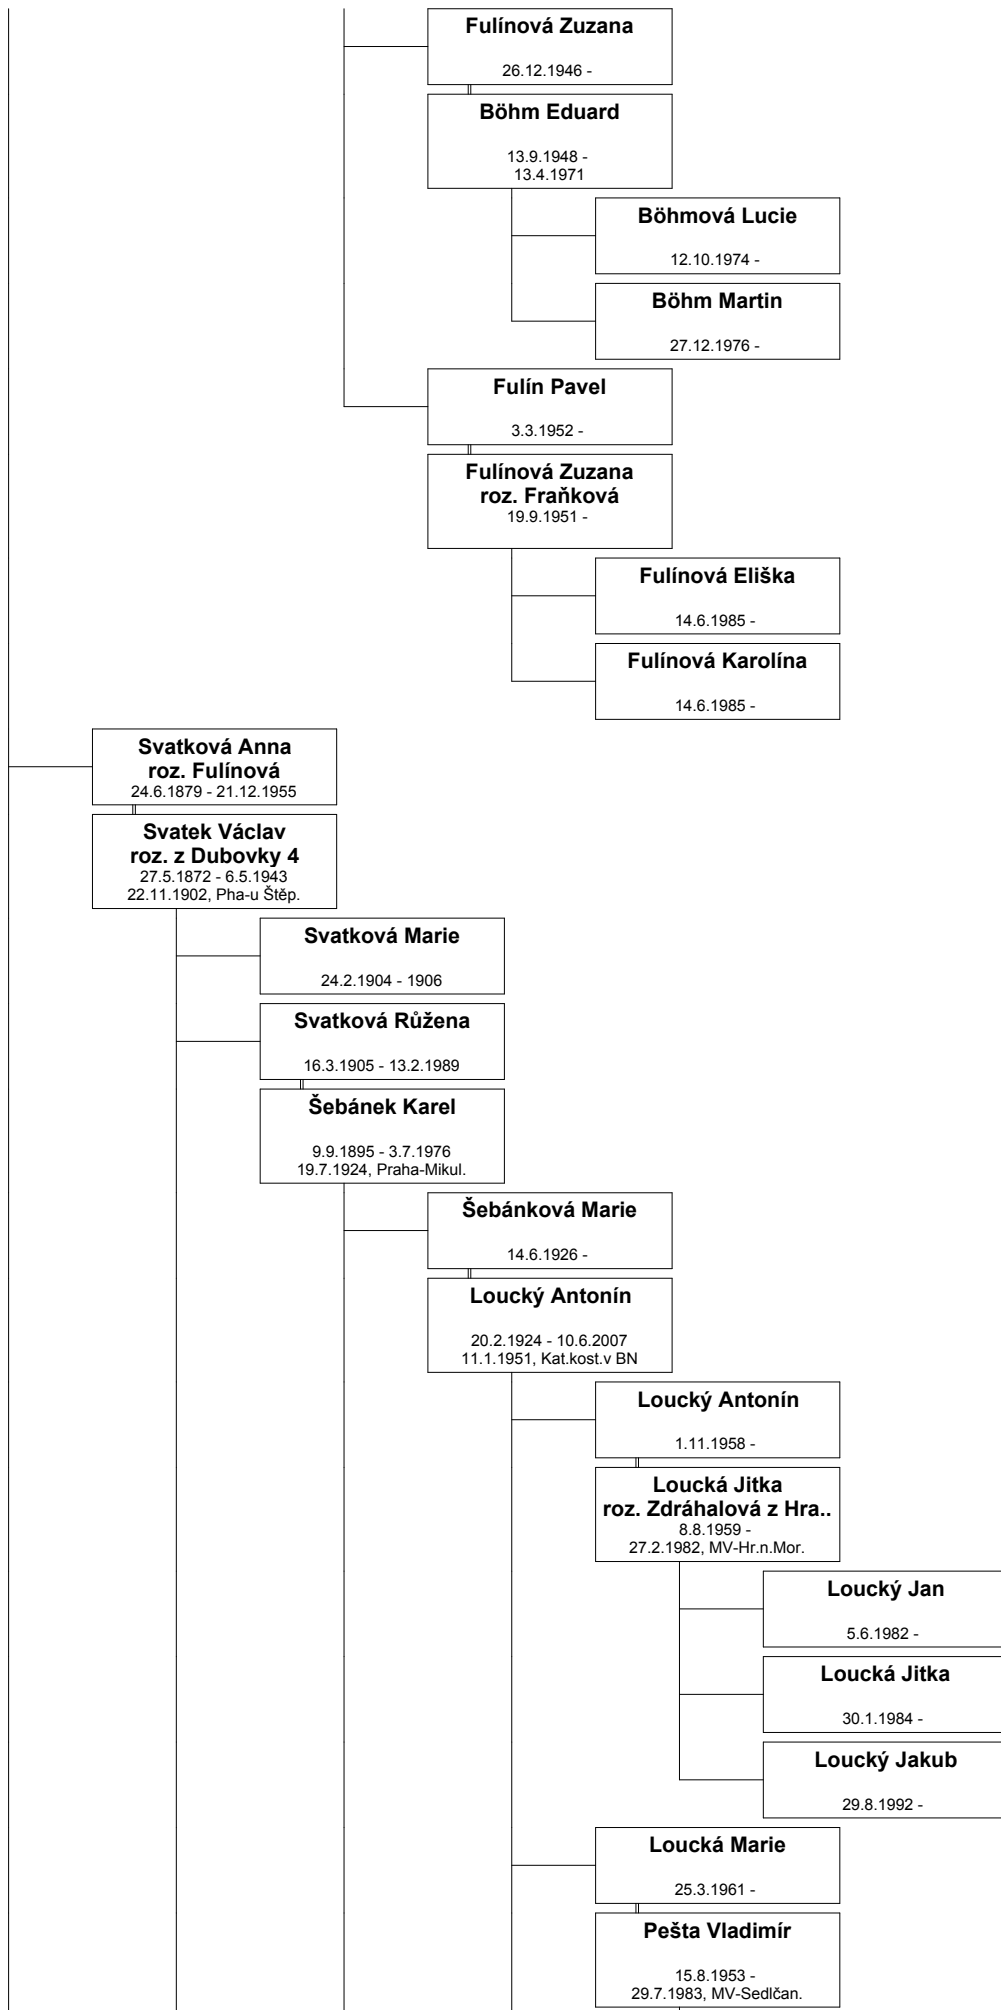 Fulínová Zuzana
26.12.1946 -
Böhm Eduard
13.9.1948 -
13.4.1971
Böhmová Lucie
12.10.1974 -
Böhm Martin
27.12.1976 -
Fulín Pavel
3.3.1952 -
Fulínová Zuzana
roz. Fraňková
19.9.1951 -
Fulínová Eliška
14.6.1985 -
Fulínová Karolína
14.6.1985 -
Svatková Anna
roz. Fulínová
24.6.1879 - 21.12.1955
Svatek Václav
roz. z Dubovky 4
27.5.1872 - 6.5.1943
22.11.1902, Pha-u Štěp.
Svatková Marie
24.2.1904 - 1906
Svatková Růžena
16.3.1905 - 13.2.1989
Šebánek Karel
9.9.1895 - 3.7.1976
19.7.1924, Praha-Mikul.
Šebánková Marie
14.6.1926 -
Loucký Antonín
20.2.1924 - 10.6.2007
11.1.1951, Kat.kost.v BN
Loucký Antonín
1.11.1958 -
Loucká Jitka
roz. Zdráhalová z Hra..
8.8.1959 -
27.2.1982, MV-Hr.n.Mor.
Loucký Jan
5.6.1982 -
Loucká Jitka
30.1.1984 -
Loucký Jakub
29.8.1992 -
Loucká Marie
25.3.1961 -
Pešta Vladimír
15.8.1953 -
29.7.1983, MV-Sedlčan.